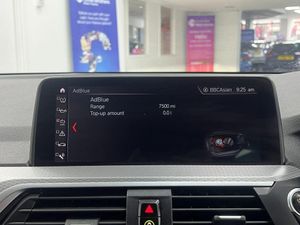 AdBlue
BBCAsian 9:25 am
AdBlue
Range 7500 mi
Top-up amount 0.0 l